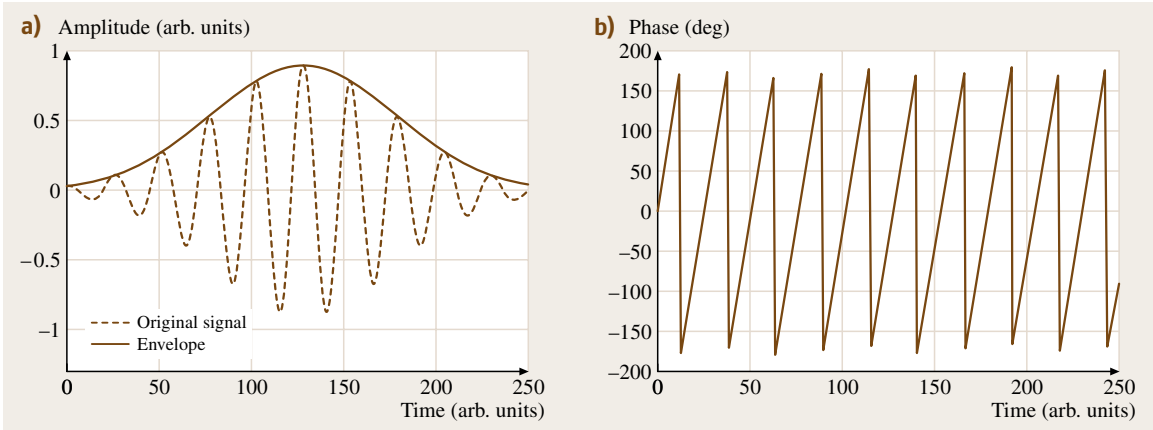 a) Amplitude (arb. units)
1
0.5
0
–0.5
–1
Original signal
Envelope
0 50 100 150 200 250
Time (arb. units)
b) Phase (deg)
200
150
100
50
0
–50
–100
–150
–200
0 50 100 150 200 250
Time (arb. units)